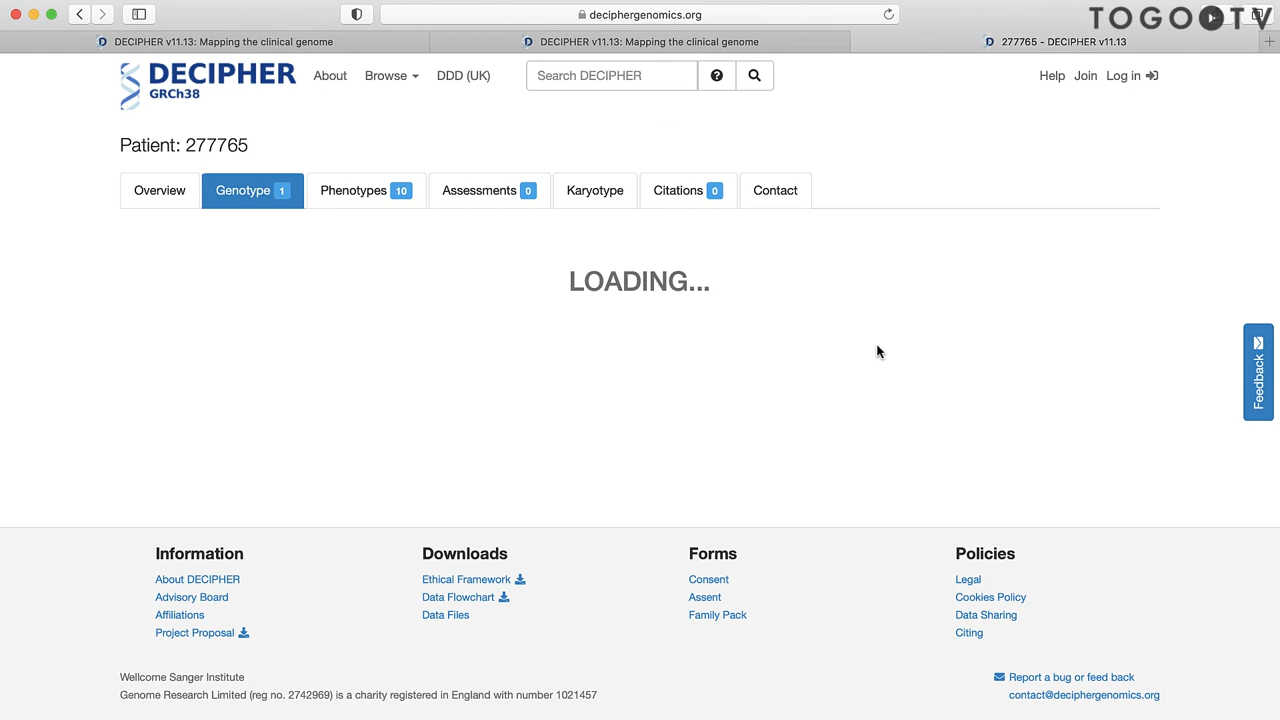 deciphergenomics.org
TOGO TV
DECIPHER v11.13: Mapping the clinical genome
DECIPHER v11.13: Mapping the clinical genome
277765 - DECIPHER v11.13
DECIPHER
GRCh38
About
Browse
DDD (UK)
Search DECIPHER
Help
Join
Log in
Patient: 277765
Overview
Genotype 1
Phenotypes 10
Assessments 0
Karyotype
Citations 0
Contact
LOADING...
Feedback
Information
About DECIPHER
Advisory Board
Affiliations
Project Proposal
Downloads
Ethical Framework
Data Flowchart
Data Files
Forms
Consent
Assent
Family Pack
Policies
Legal
Cookies Policy
Data Sharing
Citing
Wellcome Sanger Institute
Genome Research Limited (reg no. 2742969) is a charity registered in England with number 1021457
Report a bug or feed back
contact@deciphergenomics.org